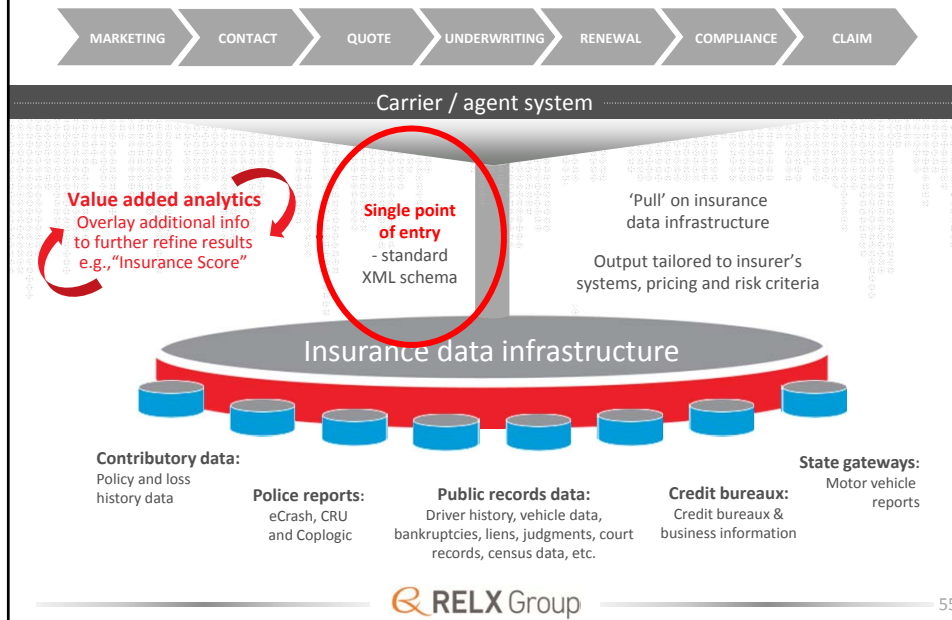 MARKETING
CONTACT
QUOTE
UNDERWRITING
RENEWAL
COMPLIANCE
CLAIM
Carrier / agent system
Value added analytics
Overlay additional info
to further refine results
e.g.,“Insurance Score”
Single point
of entry
- standard
XML schema
‘Pull’ on insurance
data infrastructure
Output tailored to insurer’s
systems, pricing and risk criteria
Insurance data infrastructure
Contributory data:
Policy and loss
history data
Police reports:
eCrash, CRU
and Coplogic
Public records data:
Driver history, vehicle data,
bankruptcies, liens, judgments, court
records, census data, etc.
Credit bureaux:
Credit bureaux &
business information
State gateways:
Motor vehicle
reports
RELX Group
55